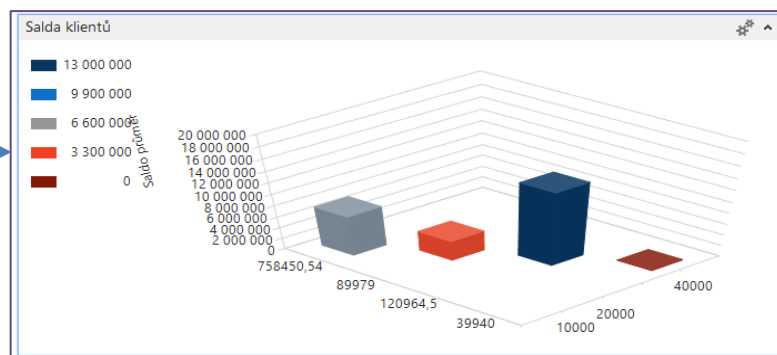 Salda klientů
13 000 000
9 900 000
6 600 000
3 300 000
0
Saldo průměr
20 000 000
18 000 000
16 000 000
14 000 000
12 000 000
10 000 000
8 000 000
6 000 000
4 000 000
2 000 000
0
758450,54
89979
120964,5
39940
10000
20000
40000